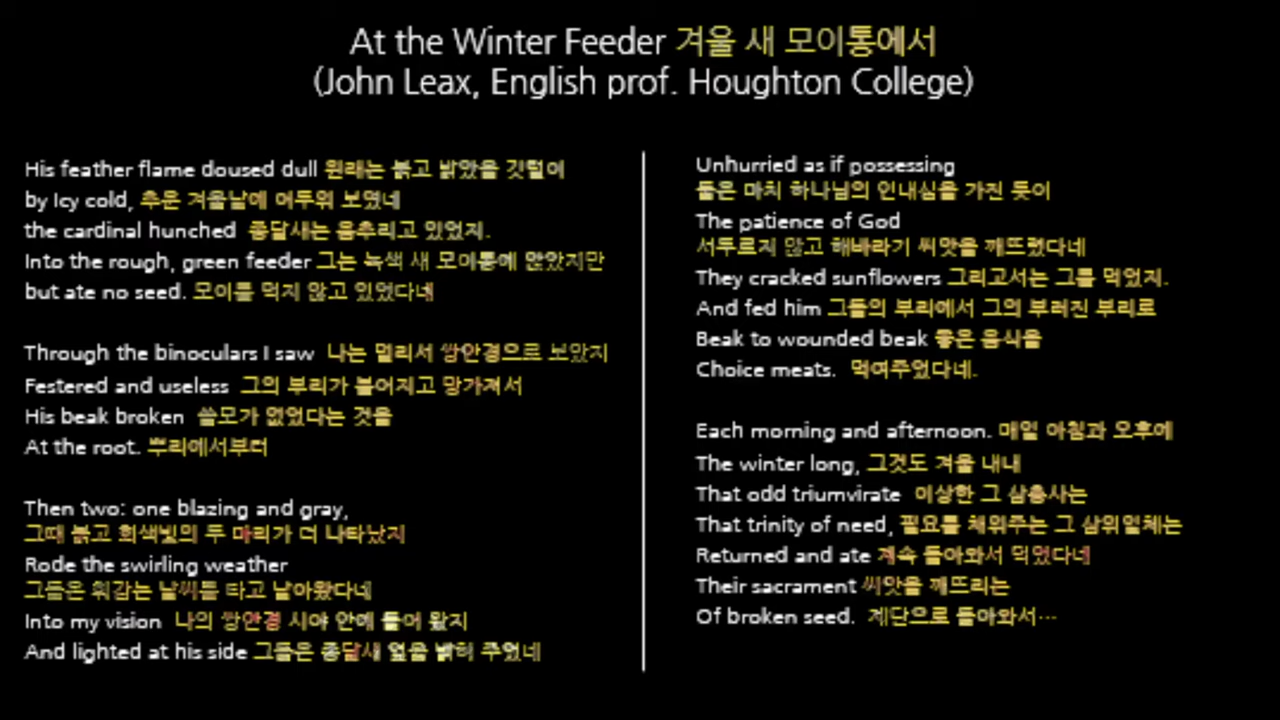 At the Winter Feeder 겨울 새 모이통에서
(John Leax, English prof. Houghton College)
His feather flame doused dull 원래는 붉고 밝았을 깃털이
by Icy cold, 추운 겨울날에 어두워 보였네
the cardinal hunched 종달새는 움추리고 있었지.
Into the rough, green feeder 그는 녹색 새 모이통에 앉았지만
but ate no seed. 모이를 먹지 않고 있었다네
Through the binoculars I saw 나는 멀리서 쌍안경으로 보았지
Festered and useless 그의 부리가 불어지고 망가져서
His beak broken 쓸모가 없었다는 것을
At the root. 뿌리에서부터
Then two: one blazing and gray,
그때 붉고 회색빛의 두 마리가 더 나타났지
Rode the swirling weather
그들은 휘감는 날씨를 타고 날아왔다네
Into my vision 나의 쌍안경 시야 안에 들어 왔지
And lighted at his side 그들은 종달새 옆을 밝혀 주었네
Unhurried as if possessing
둘은 마치 하나님의 인내심을 가진 듯이
The patience of God
서두르지 않고 해바라기 씨앗을 깨뜨렸다네
They cracked sunflowers 그리고서는 그를 먹었지.
And fed him 그들의 부리에서 그의 부러진 부리로
Beak to wounded beak 좋은 음식을
Choice meats. 먹여주었다네.
Each morning and afternoon. 매일 아침과 오후에
The winter long, 그것도 겨울 내내
That odd triumvirate 이상한 그 삼총사는
That trinity of need, 필요를 채워주는 그 삼위일체는
Returned and ate 계속 돌아와서 먹었다네
Their sacrament 씨앗을 깨뜨리는
Of broken seed. 제단으로 돌아와서…